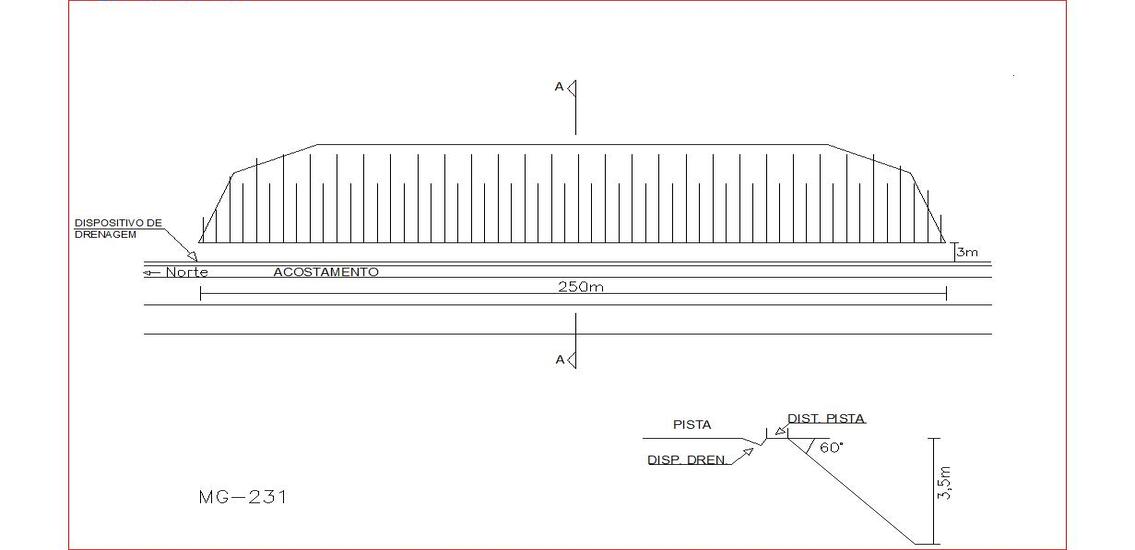 A
DISPOSITIVO DE
DRENAGEM
3m
Norte
ACOSTAMENTO
250m
A
DIST. PISTA
PISTA
60°
DISP. DREN.
3,5m
MG-231